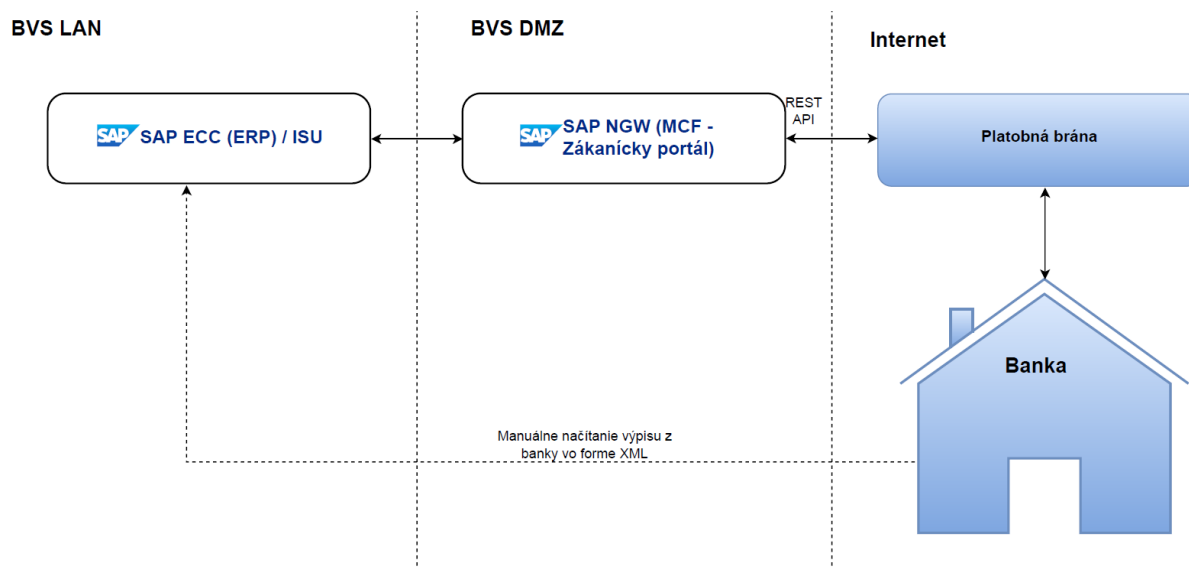 BVS LAN
BVS DMZ
Internet
SAP SAP ECC (ERP) / ISU
SAP SAP NGW (MCF -
Zákanícky portál)
REST
API
Platobná brána
Banka
Manuálne načítanie výpisu z
banky vo forme XML